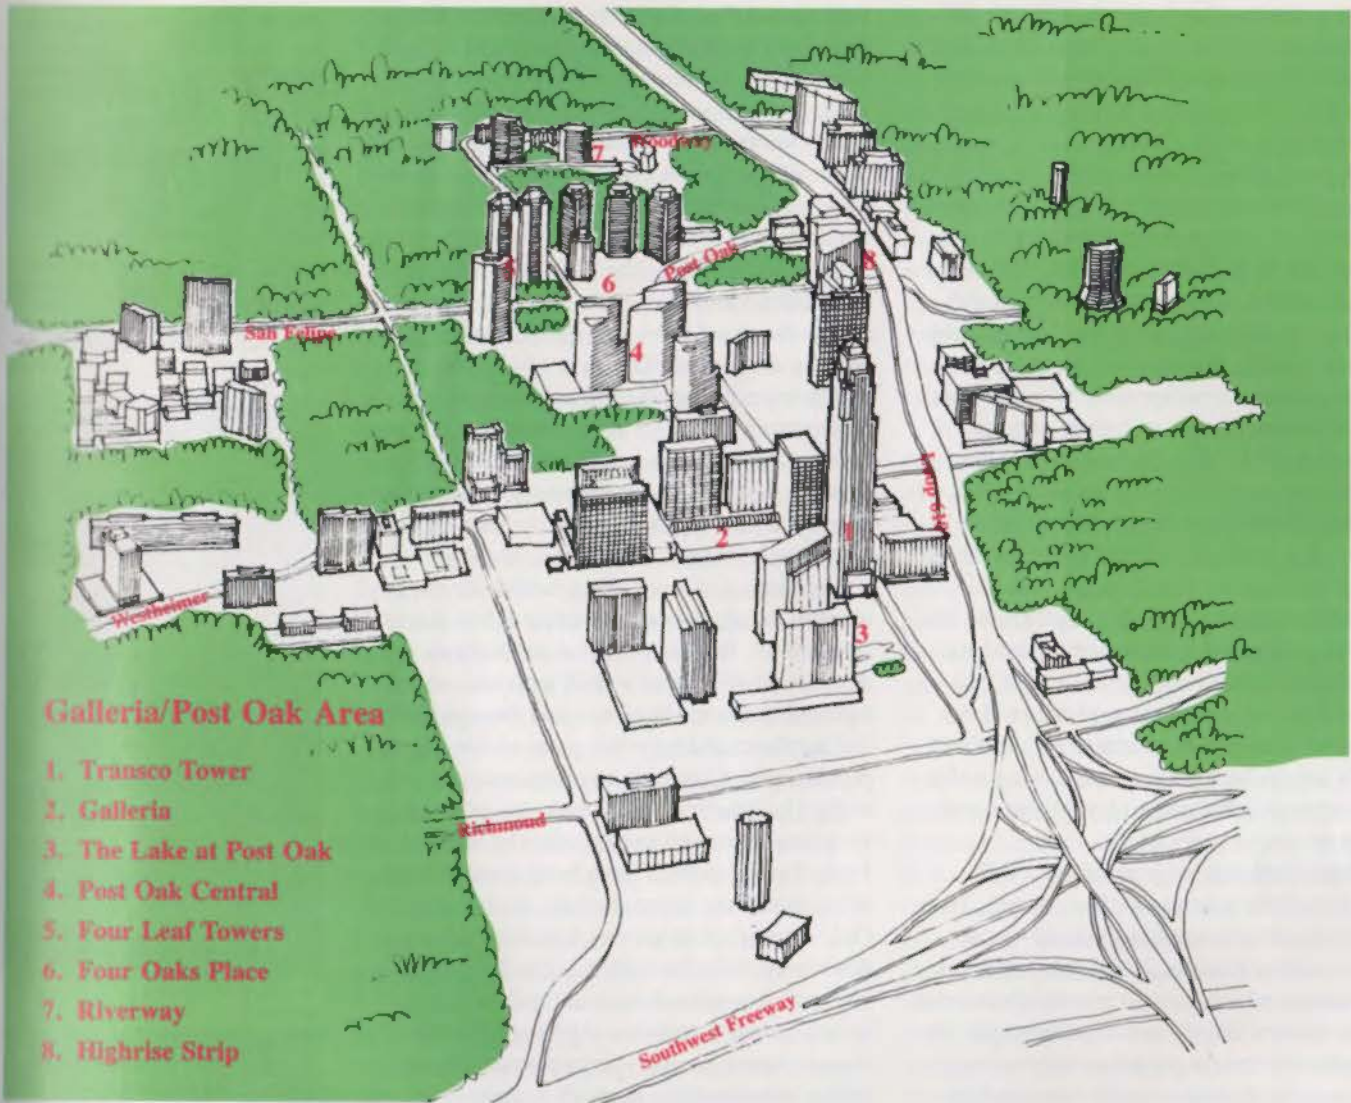 Woodway
7
5
Post Oak
8
6
San Felipe
4
Loop 610
2
1
Westheimer
3
Galleria/Post Oak Area
1. Transco Tower
2. Galleria
3. The Lake at Post Oak
4. Post Oak Central
5. Four Leaf Towers
6. Four Oaks Place
7. Riverway
8. Highrise Strip
Richmond
Southwest Freeway